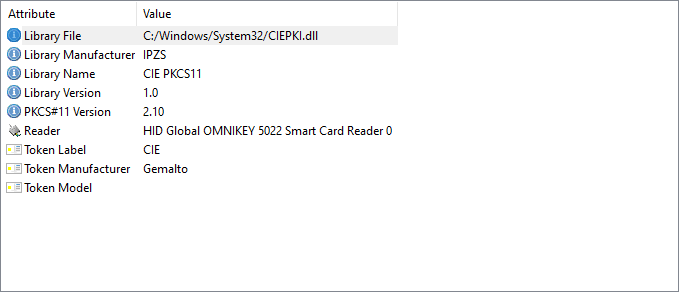 Attribute Value
Library File C:/Windows/System32/CIEPKI.dll
Library Manufacturer IPZS
Library Name CIE PKCS11
Library Version 1.0
PKCS#11 Version 2.10
Reader HID Global OMNIKEY 5022 Smart Card Reader 0
Token Label CIE
Token Manufacturer Gemalto
Token Model